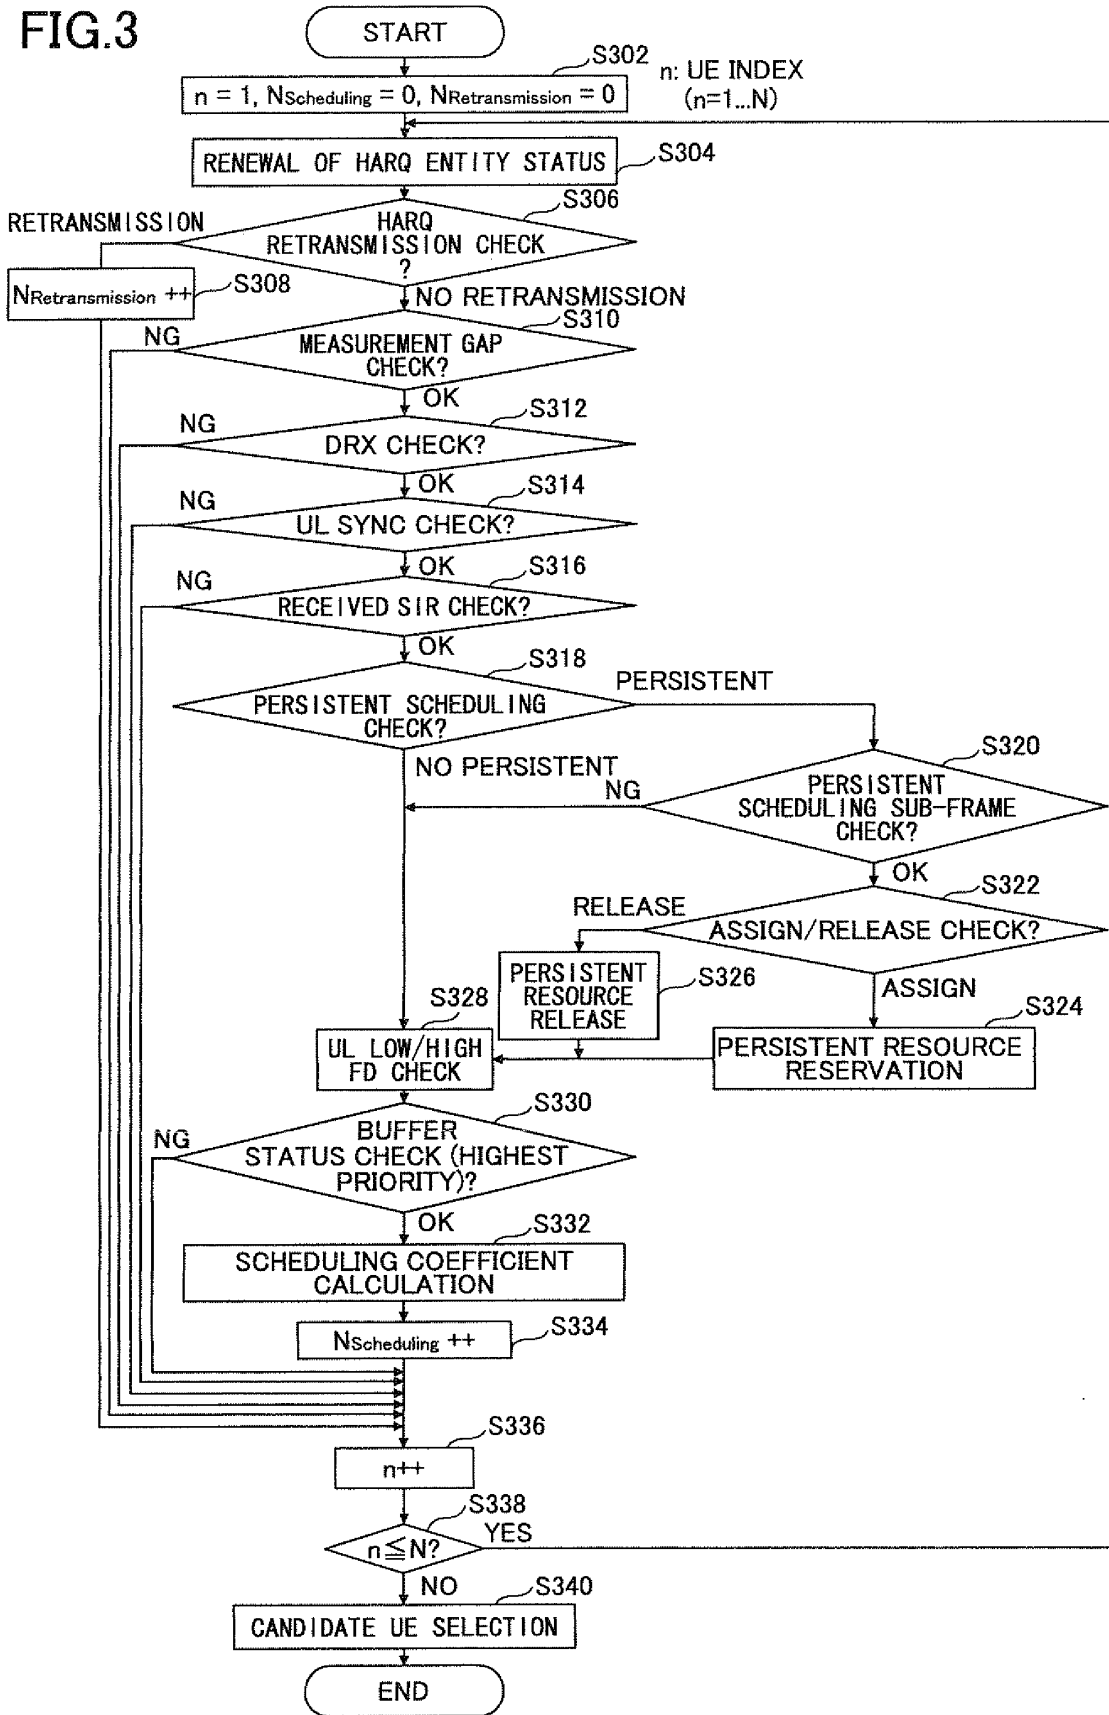 FIG.3
START
S302
n = 1, NScheduling = 0, NRetransmission = 0
n: UE INDEX
(n=1...N)
RENEWAL OF HARQ ENTITY STATUS
S304
S306
RETRANSMISSION
HARQ
RETRANSMISSION CHECK
?
NRetransmission ++
S308
NO RETRANSMISSION
S310
NG
MEASUREMENT GAP
CHECK?
OK
S312
NG
DRX CHECK?
OK
S314
NG
UL SYNC CHECK?
OK
S316
NG
RECEIVED SIR CHECK?
OK
S318
PERSISTENT
PERSISTENT SCHEDULING
CHECK?
NO PERSISTENT
S320
NG
PERSISTENT
SCHEDULING SUB-FRAME
CHECK?
OK
S322
RELEASE
ASSIGN/RELEASE CHECK?
PERSISTENT
RESOURCE
RELEASE
S326
ASSIGN
S324
S328
UL LOW/HIGH
FD CHECK
PERSISTENT RESOURCE
RESERVATION
S330
NG
BUFFER
STATUS CHECK (HIGHEST
PRIORITY)?
OK
S332
SCHEDULING COEFFICIENT
CALCULATION
NScheduling ++
S334
S336
n++
S338
n≦N?
YES
NO
S340
CANDIDATE UE SELECTION
END